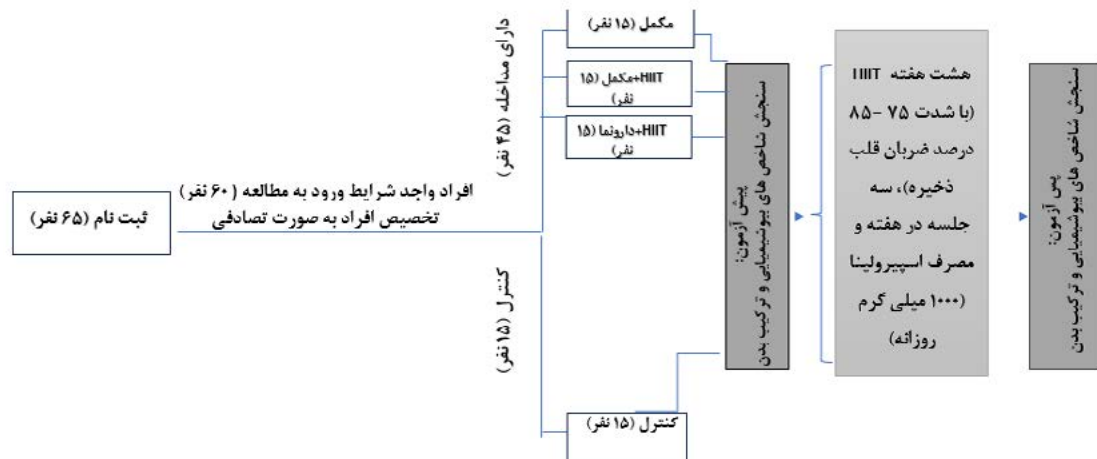 ثبت نام (۶۵ نفر)
افراد واجد شرایط ورود به مطالعه (۶۰ نفر)
تخصیص افراد به صورت تصادفی
دارای مداخله (۴۵ نفر)
کنترل (۱۵ نفر)
مکمل (۱۵ نفر)
HIIT+مکمل (۱۵
نفر)
HIIT+دارونما (۱۵
نفر)
کنترل (۱۵ نفر)
پیش آزمون:
سنجش شاخص های بیوشیمیایی و ترکیب بدن
هشت هفته HIIT
(با شدت ۷۵ -۸۵
درصد ضربان قلب
ذخیره)، سه
جلسه در هفته و
مصرف اسپیرولینا
(۱۰۰۰ میلی گرم
روزانه)
پس آزمون:
سنجش شاخص های بیوشیمیایی و ترکیب بدن